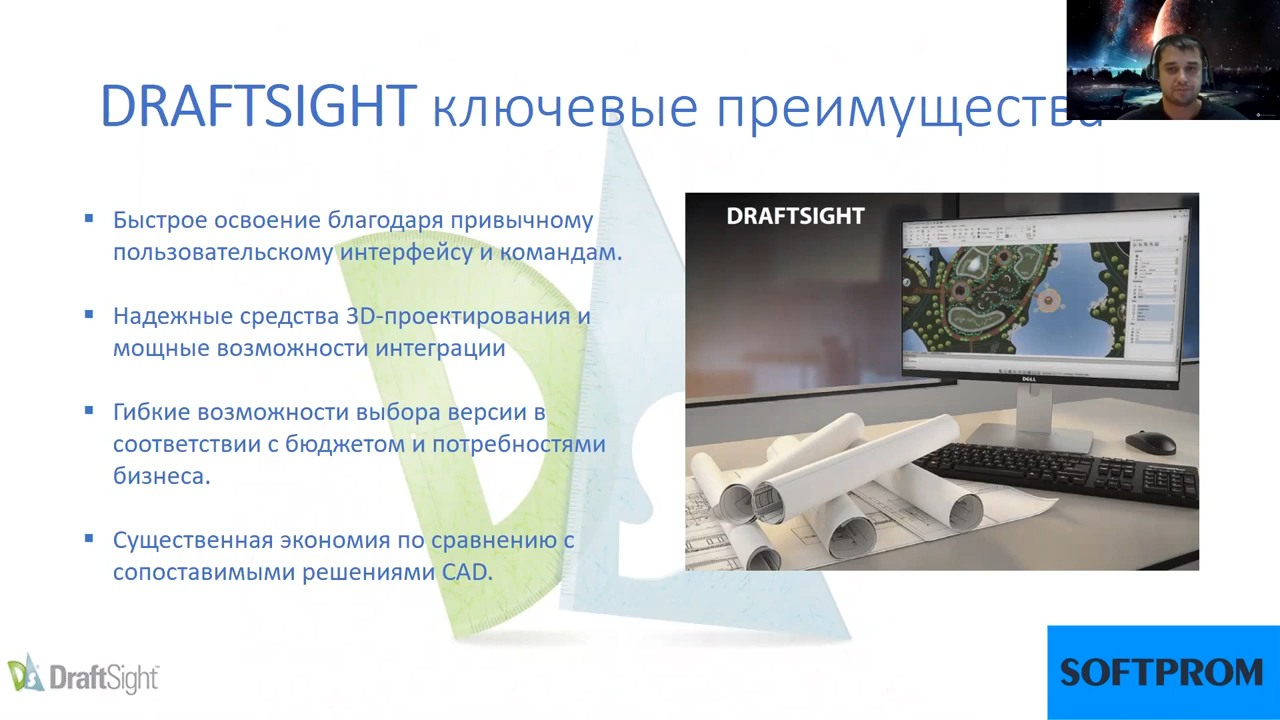 DRAFTSIGHT ключевые преимущества
▪ Быстрое освоение благодаря привычному
пользовательскому интерфейсу и командам.
▪ Надежные средства 3D-проектирования и
мощные возможности интеграции
▪ Гибкие возможности выбора версии в
соответствии с бюджетом и потребностями
бизнеса.
▪ Существенная экономия по сравнению с
сопоставимыми решениями CAD.
DRAFTSIGHT
DELL
DS DraftSight
SOFTPROM